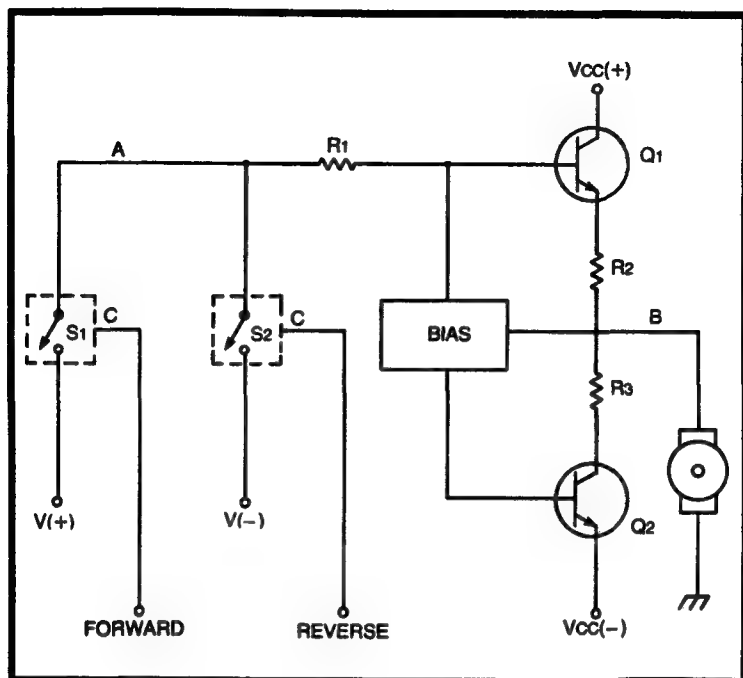 Vcc(+)
A
R1
Q1
R2
S1
C
S2
C
BIAS
B
R3
V(+)
V(-)
Q2
FORWARD
REVERSE
Vcc(-)